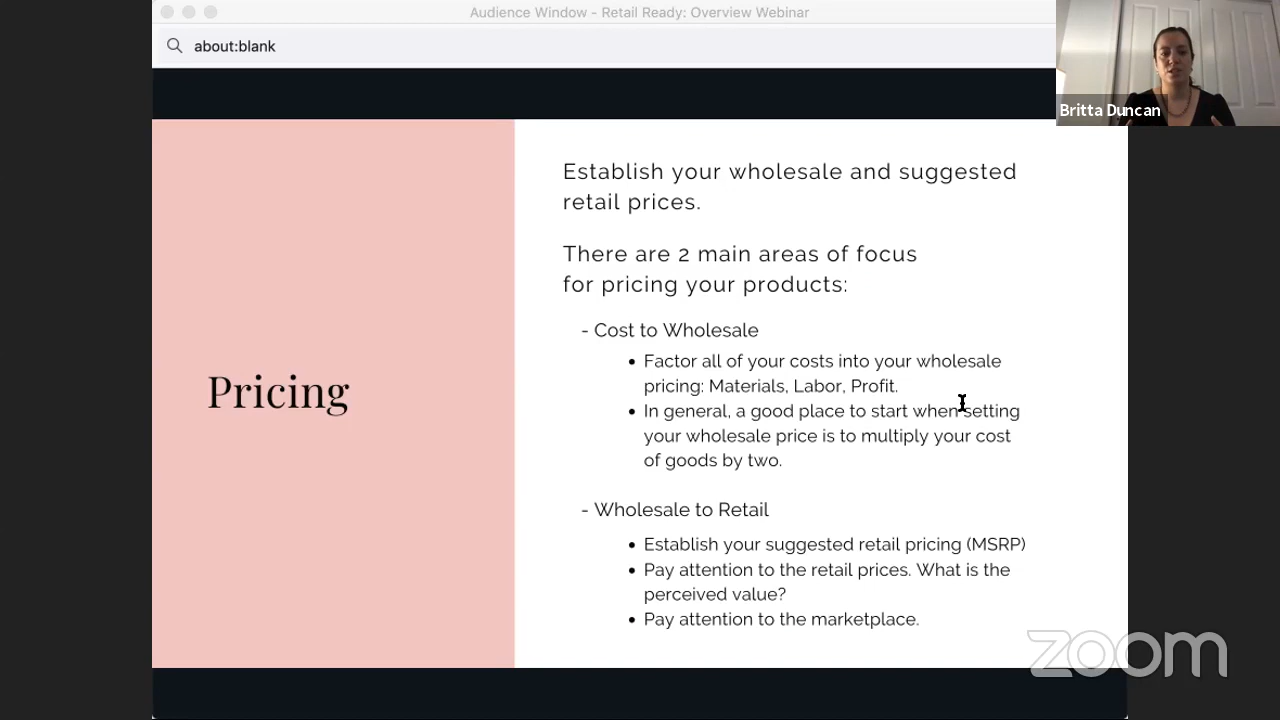 Audience Window - Retail Ready: Overview Webinar
about:blank
Britta Duncan
Pricing
Establish your wholesale and suggested
retail prices.
There are 2 main areas of focus
for pricing your products:
- Cost to Wholesale
• Factor all of your costs into your wholesale
pricing: Materials, Labor, Profit.
• In general, a good place to start when setting
your wholesale price is to multiply your cost
of goods by two.
- Wholesale to Retail
• Establish your suggested retail pricing (MSRP)
• Pay attention to the retail prices. What is the
perceived value?
• Pay attention to the marketplace.
zoom